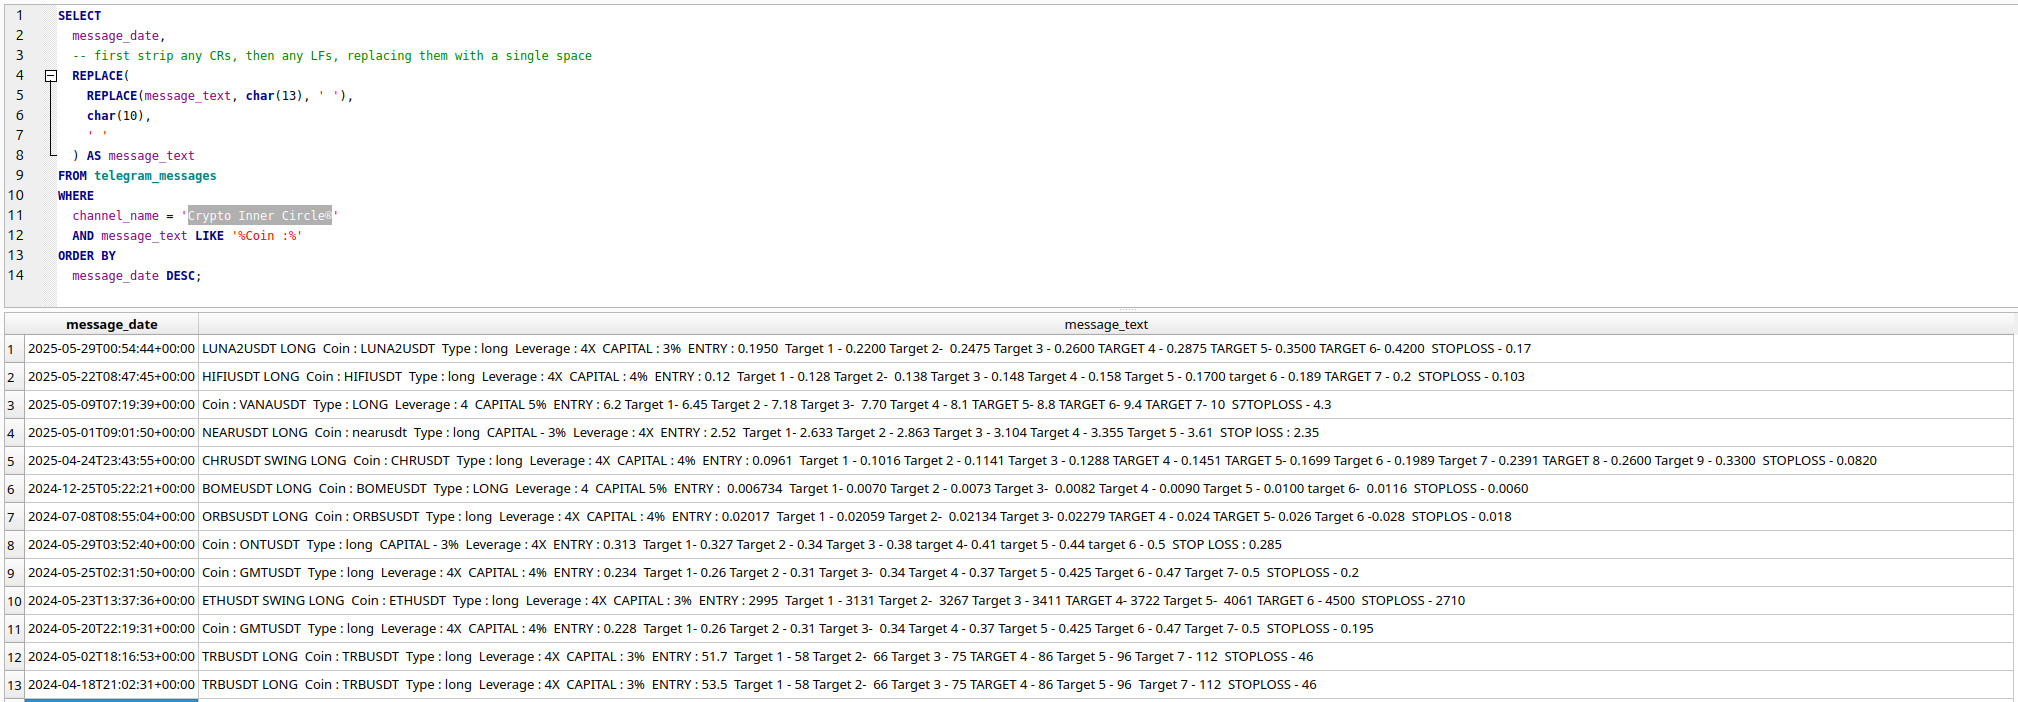 1 SELECT
2 message_date,
3 -- first strip any CRs, then any LFs, replacing them with a single space
4 REPLACE(
5 REPLACE(message_text, char(13), ' '),
6 char(10),
7 ' '
8 ) AS message_text
9 FROM telegram_messages
10 WHERE
11 channel_name = 'Crypto Inner Circle®'
12 AND message_text LIKE '%Coin :%'
13 ORDER BY
14 message_date DESC;
message_date message_text
1 2025-05-29T00:54:44+00:00 LUNA2USDT LONG  Coin : LUNA2USDT  Type : long  Leverage : 4X  CAPITAL : 3%  ENTRY : 0.1950  Target 1 - 0.2200 Target 2-  0.2475 Target 3 - 0.2600 TARGET 4 - 0.2875 TARGET 5- 0.3500 TARGET 6- 0.4200  STOPLOSS - 0.17
2 2025-05-22T08:47:45+00:00 HIFIUSDT LONG  Coin : HIFIUSDT  Type : long  Leverage : 4X  CAPITAL : 4%  ENTRY : 0.12  Target 1 - 0.128 Target 2-  0.138 Target 3 - 0.148 Target 4 - 0.158 Target 5 - 0.1700 target 6 - 0.189 TARGET 7 - 0.2  STOPLOSS - 0.103
3 2025-05-09T07:19:39+00:00 Coin : VANAUSDT  Type : LONG  Leverage : 4  CAPITAL 5%  ENTRY : 6.2 Target 1- 6.45 Target 2 - 7.18 Target 3-  7.70 Target 4 - 8.1 TARGET 5- 8.8 TARGET 6- 9.4 TARGET 7- 10  S7TOPLOSS - 4.3
4 2025-05-01T09:01:50+00:00 NEARUSDT LONG  Coin : nearusdt  Type : long  CAPITAL - 3%  Leverage : 4X  ENTRY : 2.52  Target 1- 2.633 Target 2 - 2.863 Target 3 - 3.104 Target 4 - 3.355 Target 5 - 3.61  STOP lOSS : 2.35
5 2025-04-24T23:43:55+00:00 CHRUSDT SWING LONG  Coin : CHRUSDT  Type : long  Leverage : 4X  CAPITAL : 4%  ENTRY : 0.0961  Target 1 - 0.1016 Target 2 - 0.1141 Target 3 - 0.1288 TARGET 4 - 0.1451 TARGET 5- 0.1699 Target 6 - 0.1989 Target 7 - 0.2391 TARGET 8 - 0.2600 Target 9 - 0.3300  STOPLOSS - 0.0820
6 2024-12-25T05:22:21+00:00 BOMEUSDT LONG  Coin : BOMEUSDT  Type : LONG  Leverage : 4  CAPITAL 5%  ENTRY :  0.006734  Target 1- 0.0070 Target 2 - 0.0073 Target 3-  0.0082 Target 4 - 0.0090 Target 5 - 0.0100 target 6-  0.0116  STOPLOSS - 0.0060
7 2024-07-08T08:55:04+00:00 ORBSUSDT LONG  Coin : ORBSUSDT  Type : long  Leverage : 4X  CAPITAL : 4%  ENTRY : 0.02017  Target 1 - 0.02059 Target 2-  0.02134 Target 3- 0.02279 TARGET 4 - 0.024 TARGET 5- 0.026 Target 6 -0.028  STOPLOS - 0.018
8 2024-05-29T03:52:40+00:00 Coin : ONTUSDT  Type : long  CAPITAL - 3%  Leverage : 4X  ENTRY : 0.313  Target 1- 0.327 Target 2 - 0.34 Target 3 - 0.38 target 4- 0.41 target 5 - 0.44 target 6 - 0.5  STOP LOSS : 0.285
9 2024-05-25T02:31:50+00:00 Coin : GMTUSDT  Type : long  Leverage : 4X  CAPITAL : 4%  ENTRY : 0.234  Target 1- 0.26 Target 2 - 0.31 Target 3-  0.34 Target 4 - 0.37 Target 5 - 0.425 Target 6 - 0.47 Target 7- 0.5  STOPLOSS - 0.2
10 2024-05-23T13:37:36+00:00 ETHUSDT SWING LONG  Coin : ETHUSDT  Type : long  Leverage : 4X  CAPITAL : 3%  ENTRY : 2995  Target 1 - 3131 Target 2-  3267 Target 3 - 3411 TARGET 4- 3722 Target 5-  4061 TARGET 6 - 4500  STOPLOSS - 2710
11 2024-05-20T22:19:31+00:00 Coin : GMTUSDT  Type : long  Leverage : 4X  CAPITAL : 4%  ENTRY : 0.228  Target 1- 0.26 Target 2 - 0.31 Target 3-  0.34 Target 4 - 0.37 Target 5 - 0.425 Target 6 - 0.47 Target 7- 0.5  STOPLOSS - 0.195
12 2024-05-02T18:16:53+00:00 TRBUSDT LONG  Coin : TRBUSDT  Type : long  Leverage : 4X  CAPITAL : 3%  ENTRY : 51.7  Target 1 - 58 Target 2-  66 Target 3 - 75 TARGET 4 - 86 Target 5 - 96 Target 7 - 112  STOPLOSS - 46
13 2024-04-18T21:02:31+00:00 TRBUSDT LONG  Coin : TRBUSDT  Type : long  Leverage : 4X  CAPITAL : 3%  ENTRY : 53.5  Target 1 - 58 Target 2-  66 Target 3 - 75 TARGET 4 - 86 Target 5 - 96  Target 7 - 112  STOPLOSS - 46